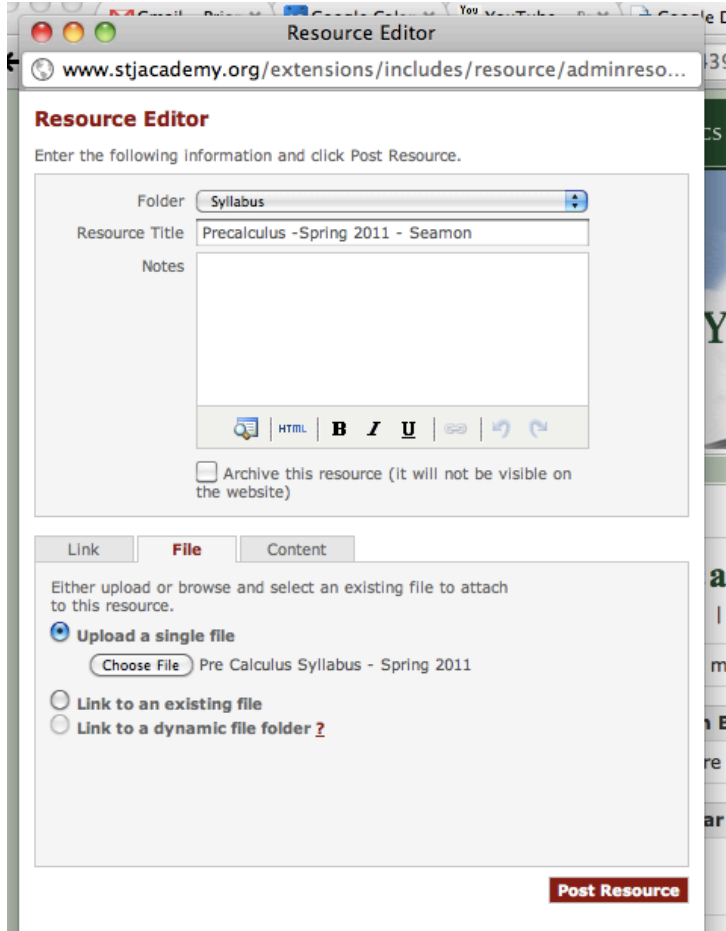 Resource Editor
www.stjacademy.org/extensions/includes/resource/adminreso...
Resource Editor
Enter the following information and click Post Resource.
Folder Syllabus
Resource Title Precalculus -Spring 2011 - Seamon
Notes
HTML B I U
Archive this resource (it will not be visible on
the website)
Link File Content
Either upload or browse and select an existing file to attach
to this resource.
Upload a single file
Choose File Pre Calculus Syllabus - Spring 2011
Link to an existing file
Link to a dynamic file folder ?
Post Resource